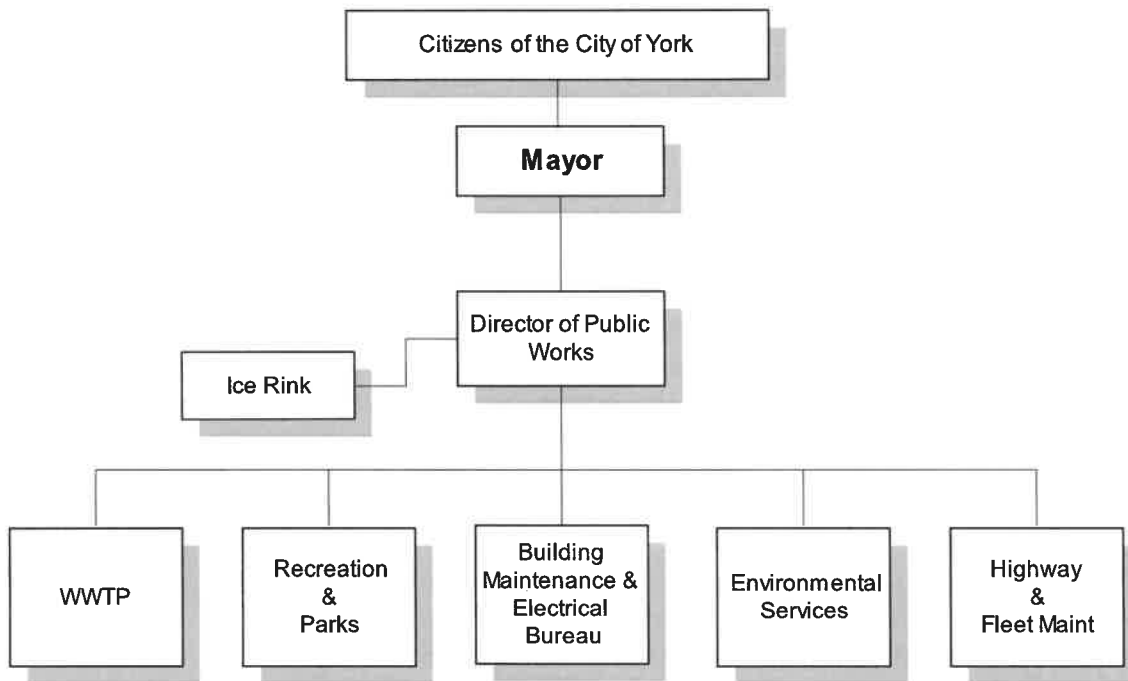 Citizens of the City of York
Mayor
Director of Public
Works
Ice Rink
WWTP
Recreation
&
Parks
Building
Maintenance &
Electrical
Bureau
Environmental
Services
Highway
&
Fleet Maint